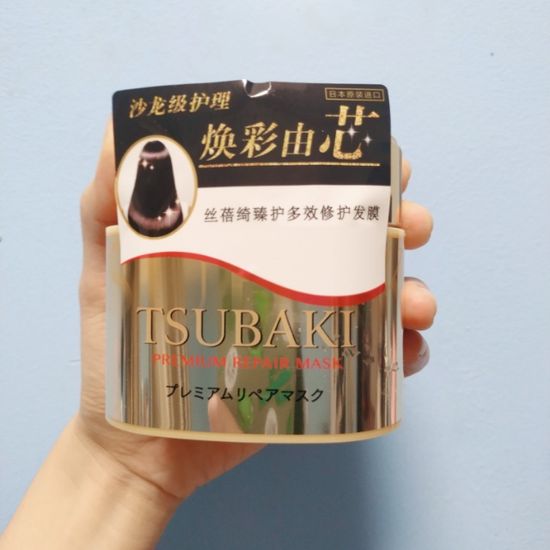 沙龙级护理
日本原装进口
焕彩由芯
丝蓓绮臻护多效修护发膜
TSUBAKI
PREMIUM REPAIR MASK
プレミアムリペアマスク